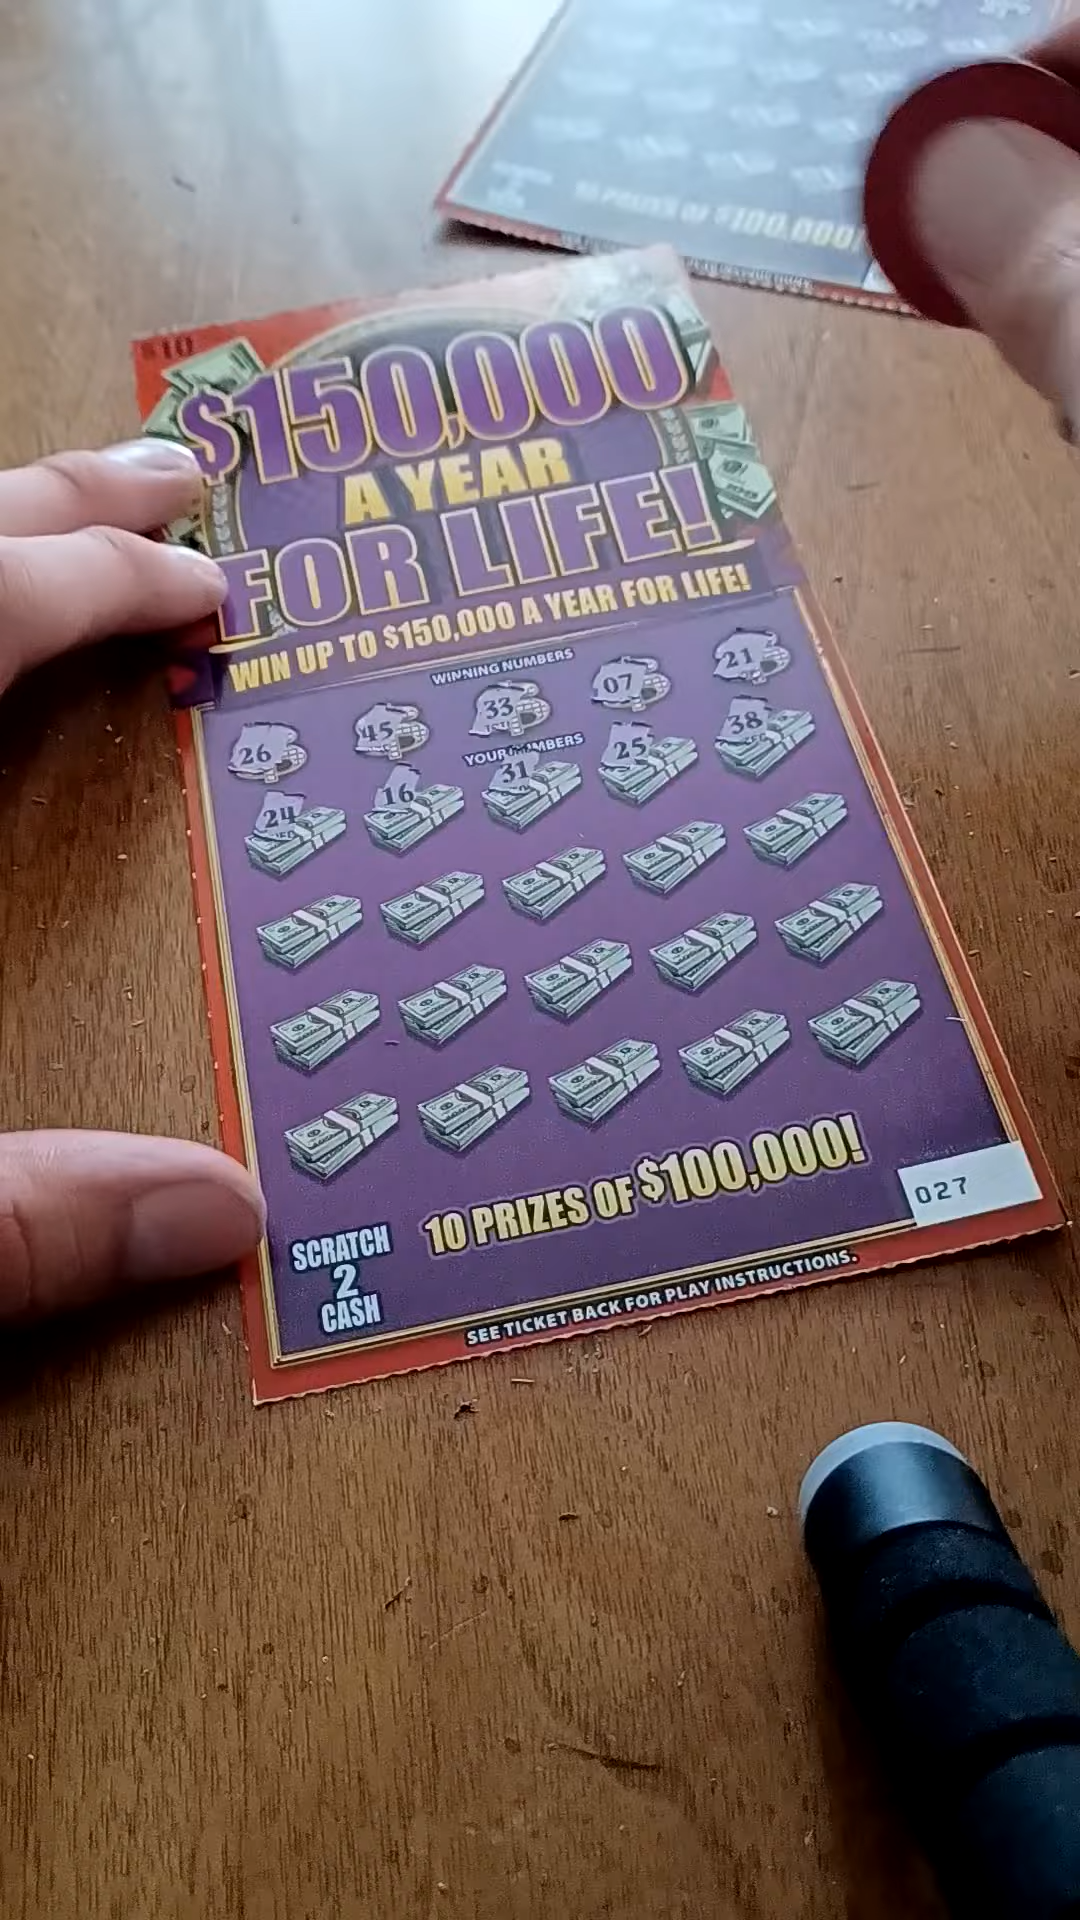 10 PRIZES OF $100,000!
$10
$150,000
A YEAR
FOR LIFE!
WIN UP TO $150,000 A YEAR FOR LIFE!
WINNING NUMBERS
26 45 33 07 21
YOUR NUMBERS
24 16 31 25 38
10 PRIZES OF $100,000!
027
SCRATCH
2
CASH
SEE TICKET BACK FOR PLAY INSTRUCTIONS.